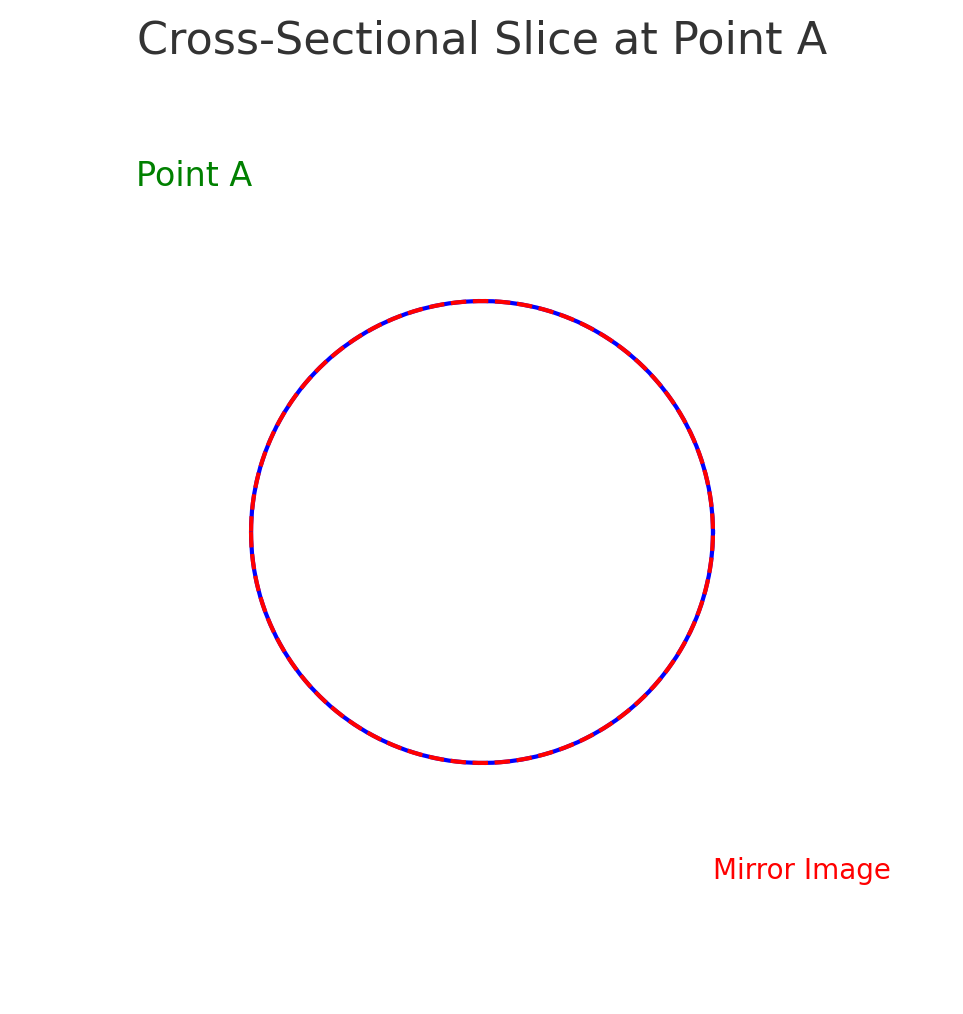 Cross-Sectional Slice at Point A
Point A
Mirror Image